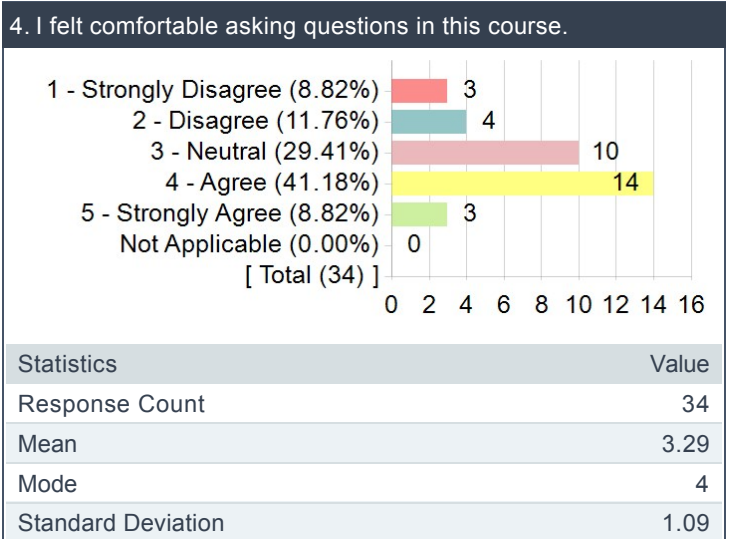 4. I felt comfortable asking questions in this course.
1 - Strongly Disagree (8.82%) 3
2 - Disagree (11.76%) 4
3 - Neutral (29.41%) 10
4 - Agree (41.18%) 14
5 - Strongly Agree (8.82%) 3
Not Applicable (0.00%) 0
[ Total (34) ]
0 2 4 6 8 10 12 14 16
Statistics Value
Response Count 34
Mean 3.29
Mode 4
Standard Deviation 1.09